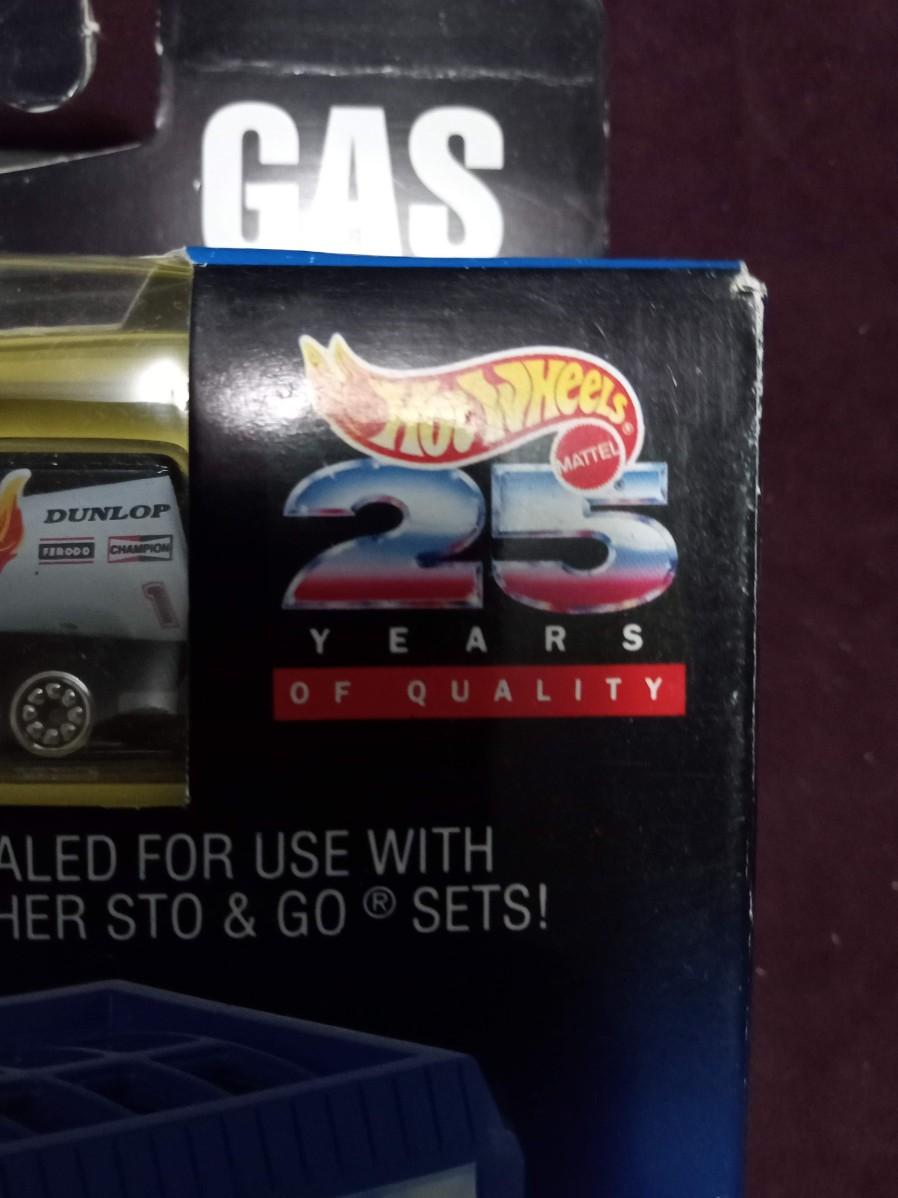 GAS
HOT WHEELS®
MATTEL
25
YEARS
OF QUALITY
DUNLOP
FERODO CHAMPION
1
ALED FOR USE WITH
HER STO & GO® SETS!